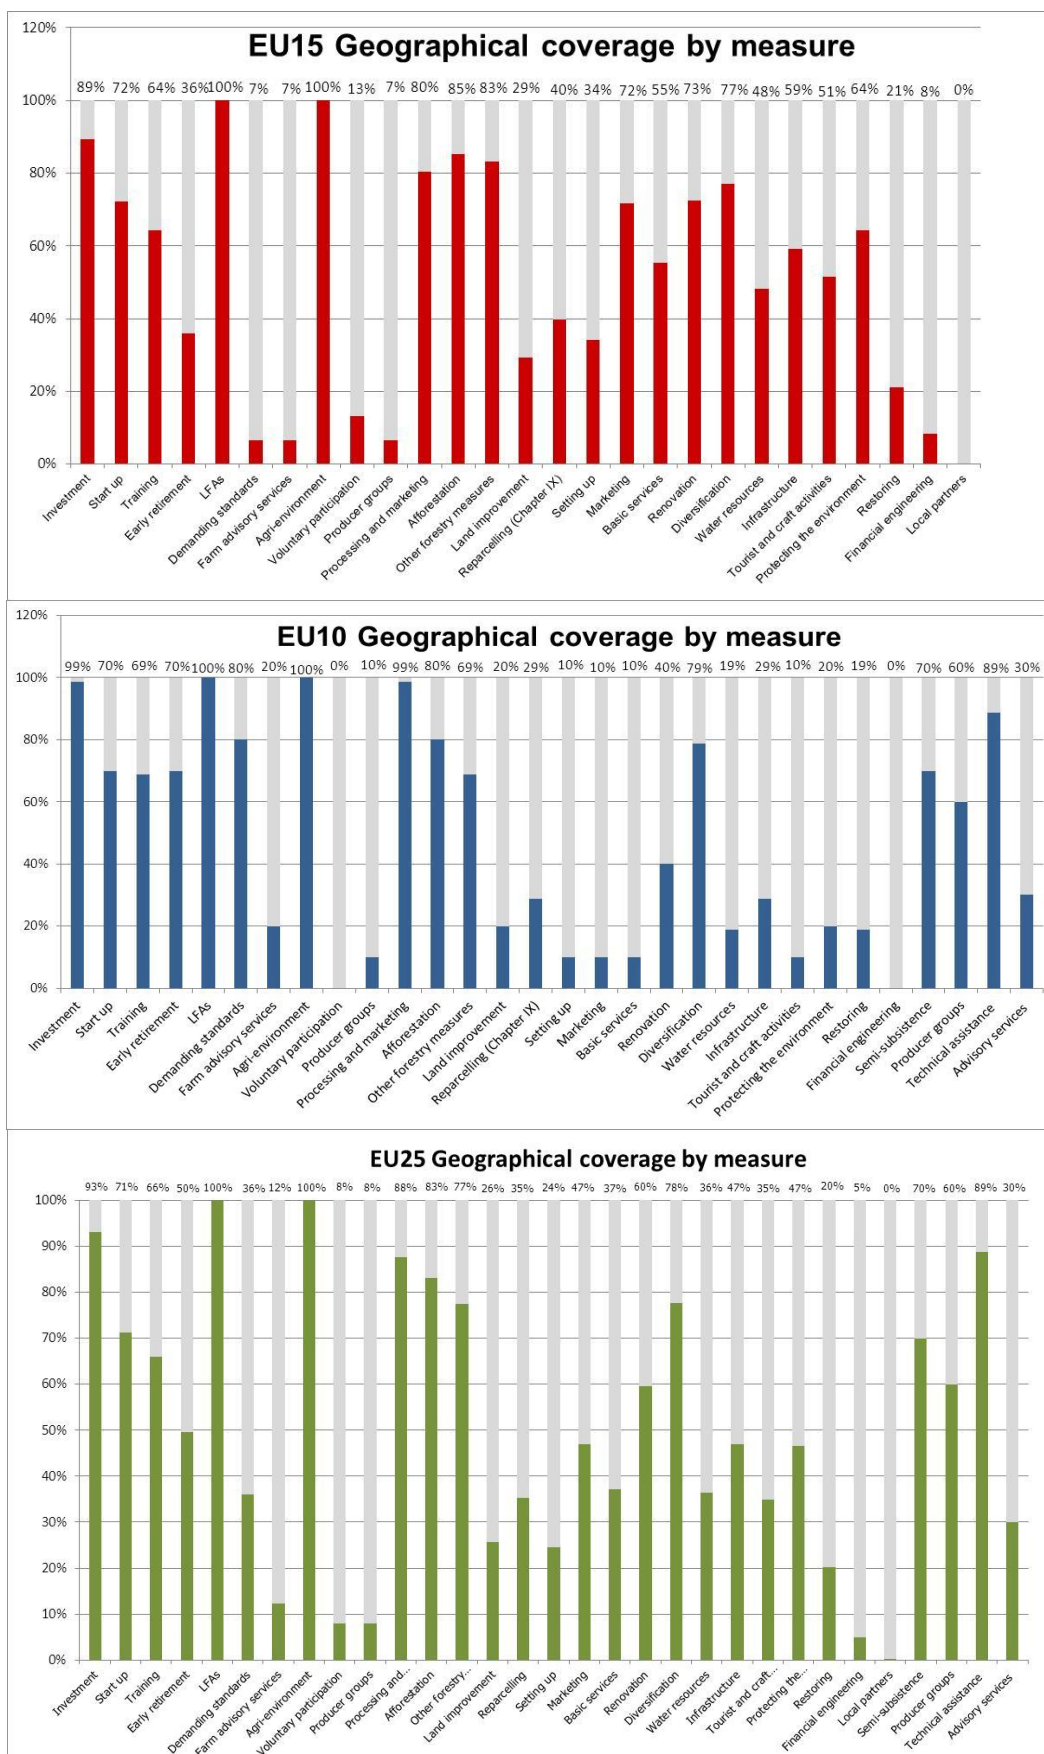 120%
EU15 Geographical coverage by measure
89% 72% 64% 36% 100% 7% 7% 100% 13% 7% 80% 85% 83% 29% 40% 34% 72% 55% 73% 77% 48% 59% 51% 64% 21% 8% 0%
100%
80%
60%
40%
20%
0%
Investment
Start up
Training
Early retirement
LFAs
Demanding standards
Farm advisory services
Agri-environment
Voluntary participation
Producer groups
Processing and marketing
Afforestation
Other forestry measures
Land improvement
Reparcelling (Chapter IX)
Setting up
Marketing
Basic services
Renovation
Diversification
Water resources
Infrastructure
Tourist and craft activities
Protecting the environment
Restoring
Financial engineering
Local partners
120%
EU10 Geographical coverage by measure
99% 70% 69% 70% 100% 80% 20% 100% 0% 10% 99% 80% 69% 20% 29% 10% 10% 10% 40% 79% 19% 29% 10% 20% 19% 0% 70% 60% 89% 30%
100%
80%
60%
40%
20%
0%
Investment
Start up
Training
Early retirement
LFAs
Demanding standards
Farm advisory services
Agri-environment
Voluntary participation
Producer groups
Processing and marketing
Afforestation
Other forestry measures
Land improvement
Reparcelling (Chapter IX)
Setting up
Marketing
Basic services
Renovation
Diversification
Water resources
Infrastructure
Tourist and craft activities
Protecting the environment
Restoring
Financial engineering
Semi-subsistence
Producer groups
Technical assistance
Advisory services
EU25 Geographical coverage by measure
93% 71% 66% 50% 100% 36% 12% 100% 8% 8% 88% 83% 77% 26% 35% 24% 47% 37% 60% 78% 36% 47% 35% 47% 20% 5% 0% 70% 60% 89% 30%
100%
90%
80%
70%
60%
50%
40%
30%
20%
10%
0%
Investment
Start up
Training
Early retirement
LFAs
Demanding standards
Farm advisory services
Agri-environment
Voluntary participation
Producer groups
Processing and...
Afforestation
Other forestry...
Land improvement
Reparcelling
Setting up
Marketing
Basic services
Renovation
Diversification
Water resources
Infrastructure
Tourist and craft...
Protecting the...
Restoring
Financial engineering
Local partners
Semi-subsistence
Producer groups
Technical assistance
Advisory services